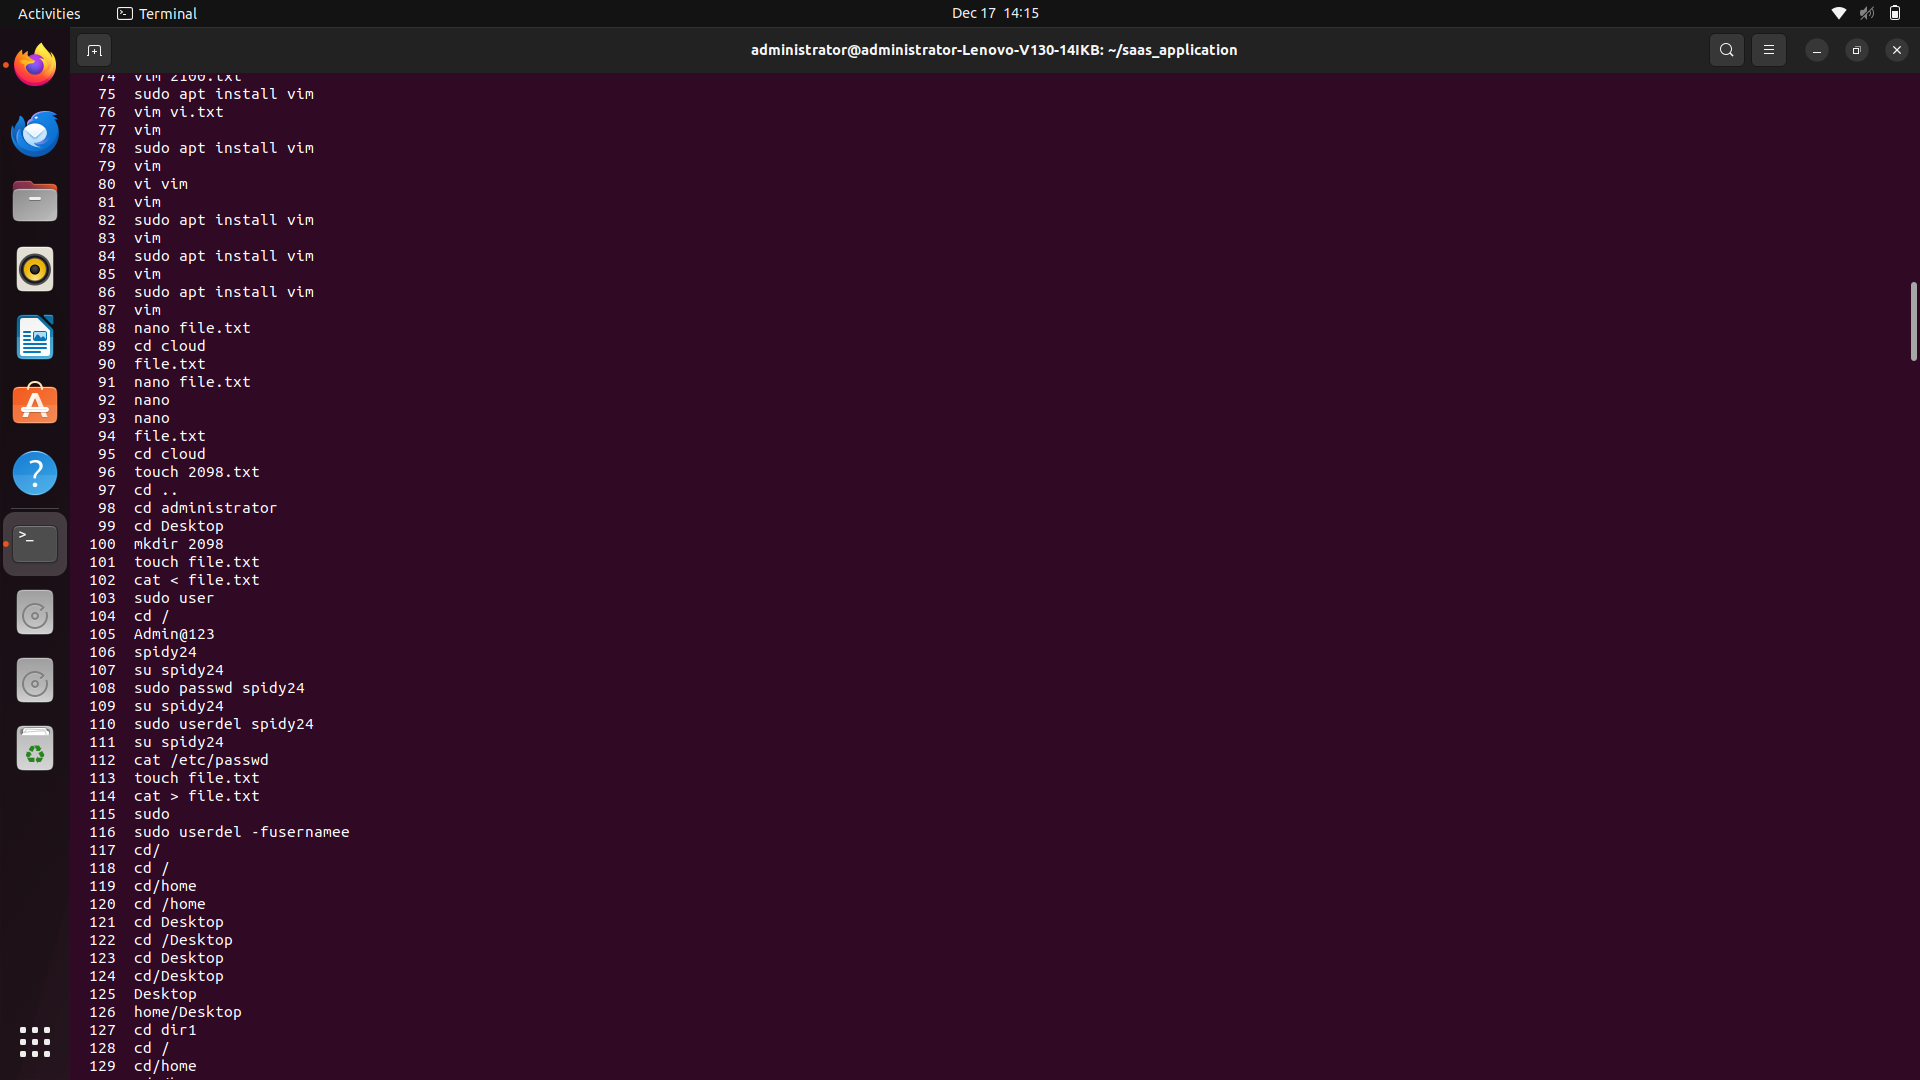 Activities
Terminal
Dec 17 14:15
administrator@administrator-Lenovo-V130-14IKB: ~/saas_application
74 vim 2100.txt
75 sudo apt install vim
76 vim vi.txt
77 vim
78 sudo apt install vim
79 vim
80 vi vim
81 vim
82 sudo apt install vim
83 vim
84 sudo apt install vim
85 vim
86 sudo apt install vim
87 vim
88 nano file.txt
89 cd cloud
90 file.txt
91 nano file.txt
92 nano
93 nano
94 file.txt
95 cd cloud
96 touch 2098.txt
97 cd ..
98 cd administrator
99 cd Desktop
100 mkdir 2098
101 touch file.txt
102 cat < file.txt
103 sudo user
104 cd /
105 Admin@123
106 spidy24
107 su spidy24
108 sudo passwd spidy24
109 su spidy24
110 sudo userdel spidy24
111 su spidy24
112 cat /etc/passwd
113 touch file.txt
114 cat > file.txt
115 sudo
116 sudo userdel -fusernamee
117 cd/
118 cd /
119 cd/home
120 cd /home
121 cd Desktop
122 cd /Desktop
123 cd Desktop
124 cd/Desktop
125 Desktop
126 home/Desktop
127 cd dir1
128 cd /
129 cd/home